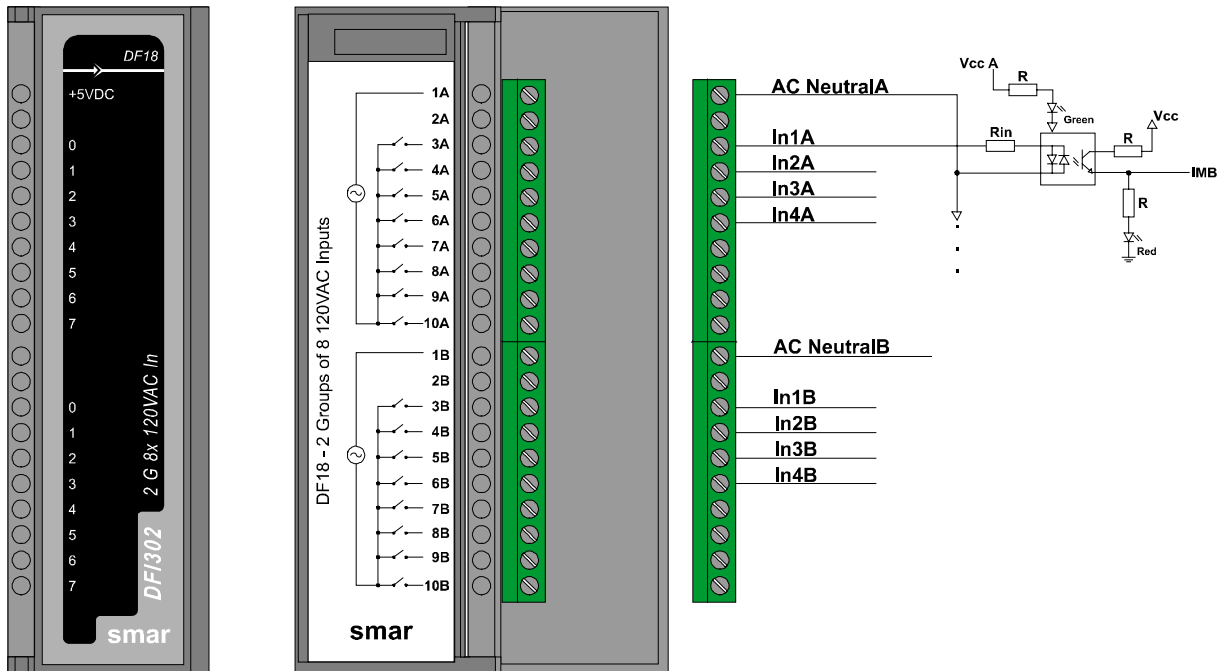 DF18
+5VDC
0
1
2
3
4
5
6
7
0
1
2
3
4
5
6
7
2 G 8x 120VAC In
DFI302
smar
DF18 - 2 Groups of 8 120VAC Inputs
1A
2A
3A
4A
5A
6A
7A
8A
9A
10A
1B
2B
3B
4B
5B
6B
7B
8B
9B
10B
smar
AC NeutralA
In1A
In2A
In3A
In4A
AC NeutralB
In1B
In2B
In3B
In4B
Vcc A
R
Green
Vcc
Rin
R
IMB
R
Red